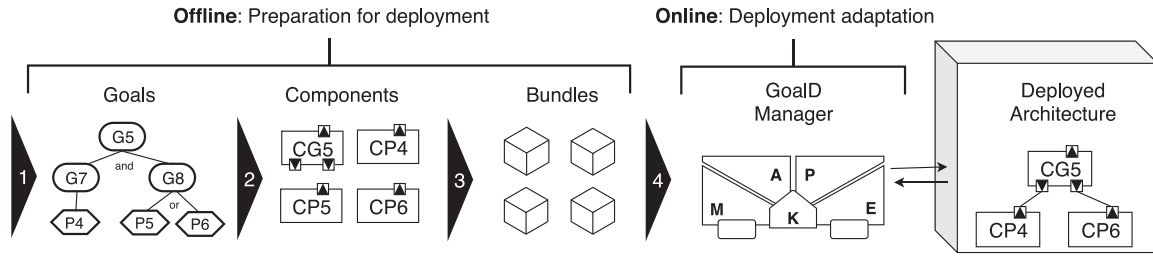 Offline: Preparation for deployment
Online: Deployment adaptation
Goals
Components
Bundles
GoalD
Manager
Deployed
Architecture
1
G5
and
G7
G8
or
P4
P5
P6
2
CG5
CP4
CP5
CP6
3
4
A
P
M
K
E
CG5
CP4
CP6